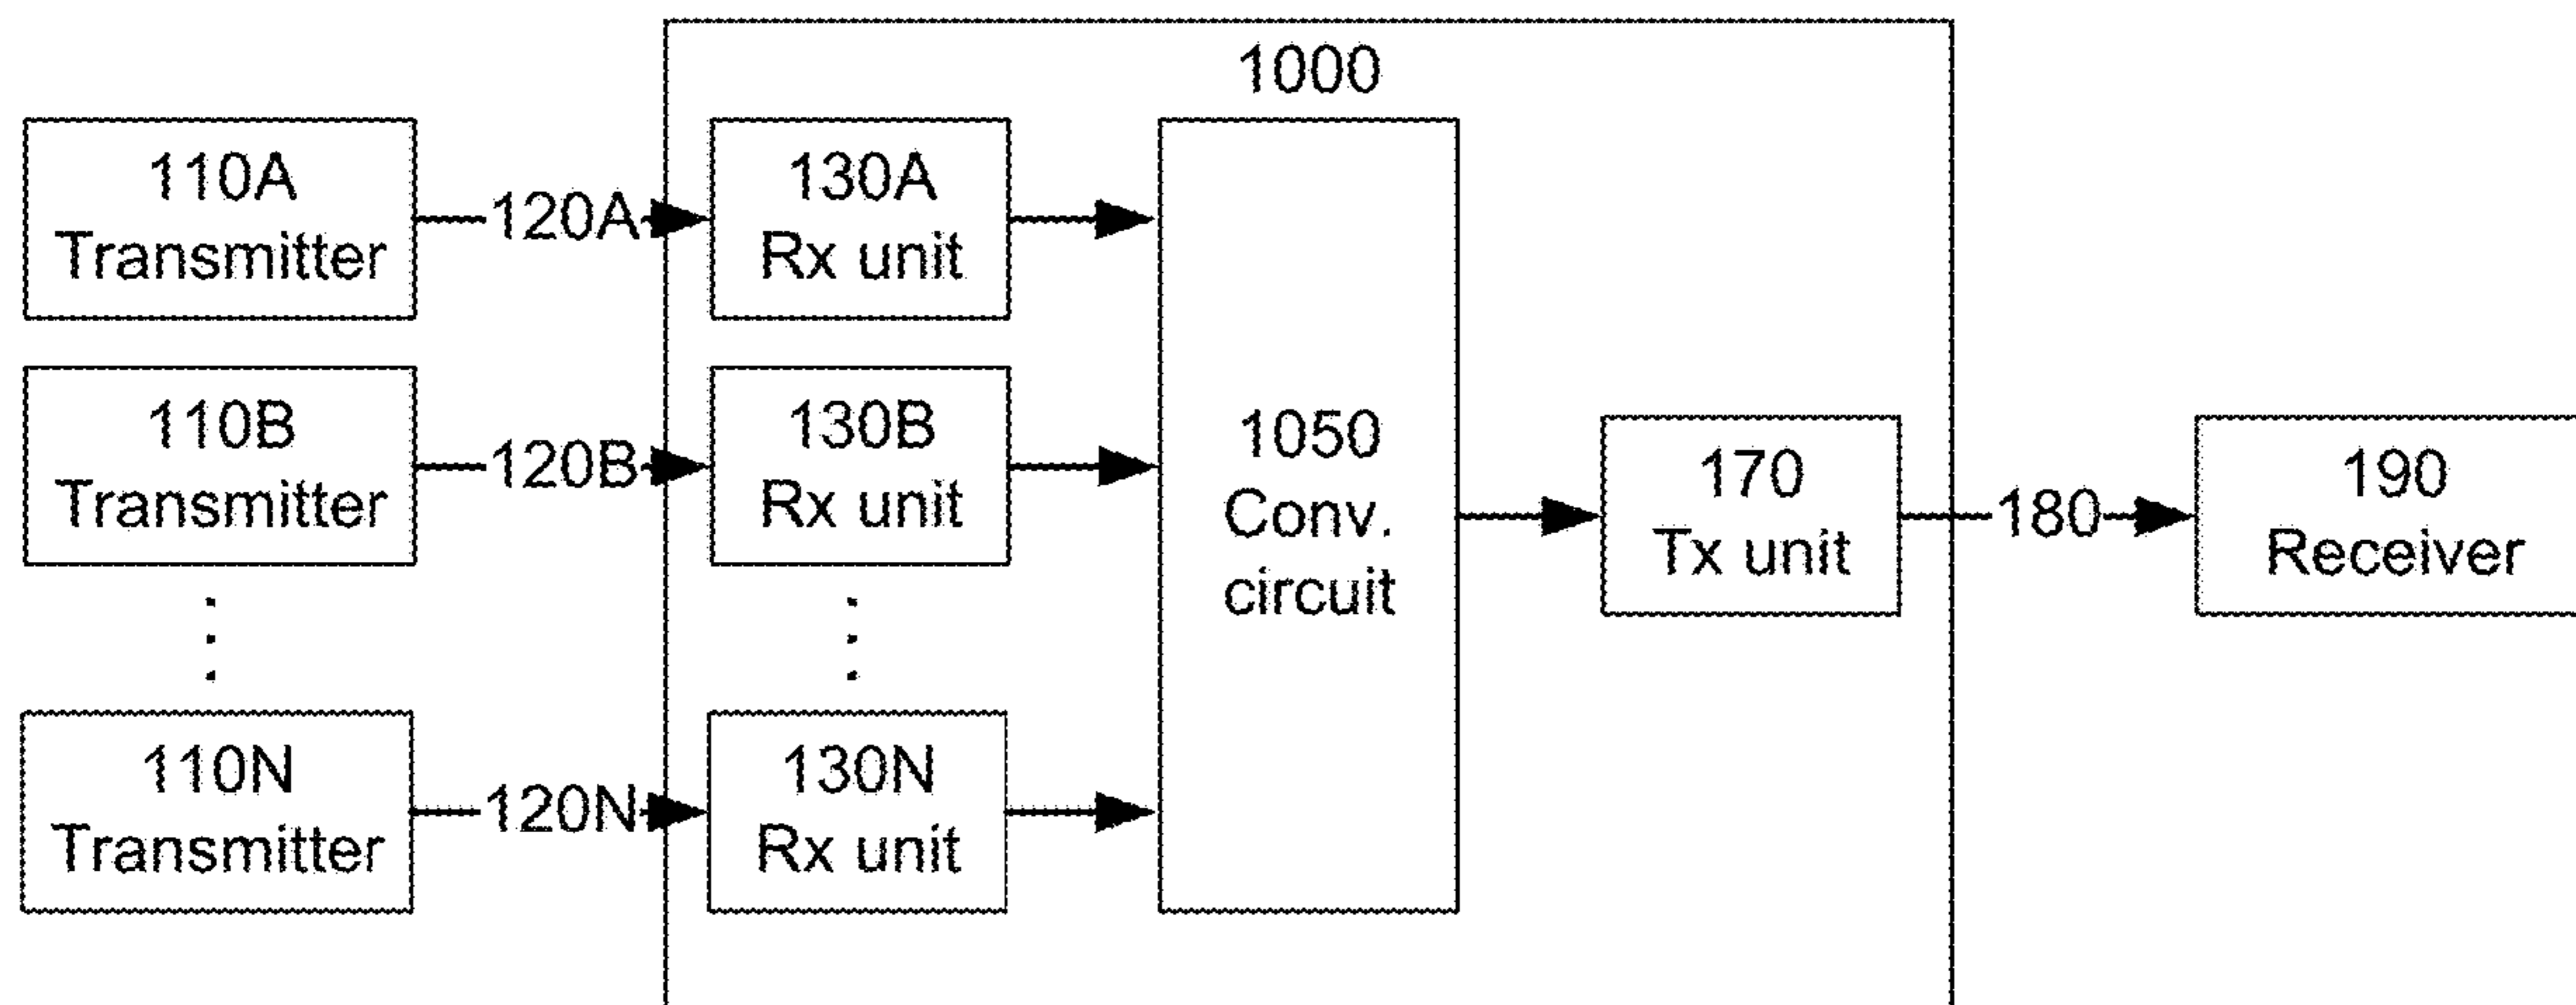 1000
110A
Transmitter
120A
130A
Rx unit
110B
Transmitter
120B
130B
Rx unit
110N
Transmitter
120N
130N
Rx unit
1050
Conv.
circuit
170
Tx unit
180
190
Receiver